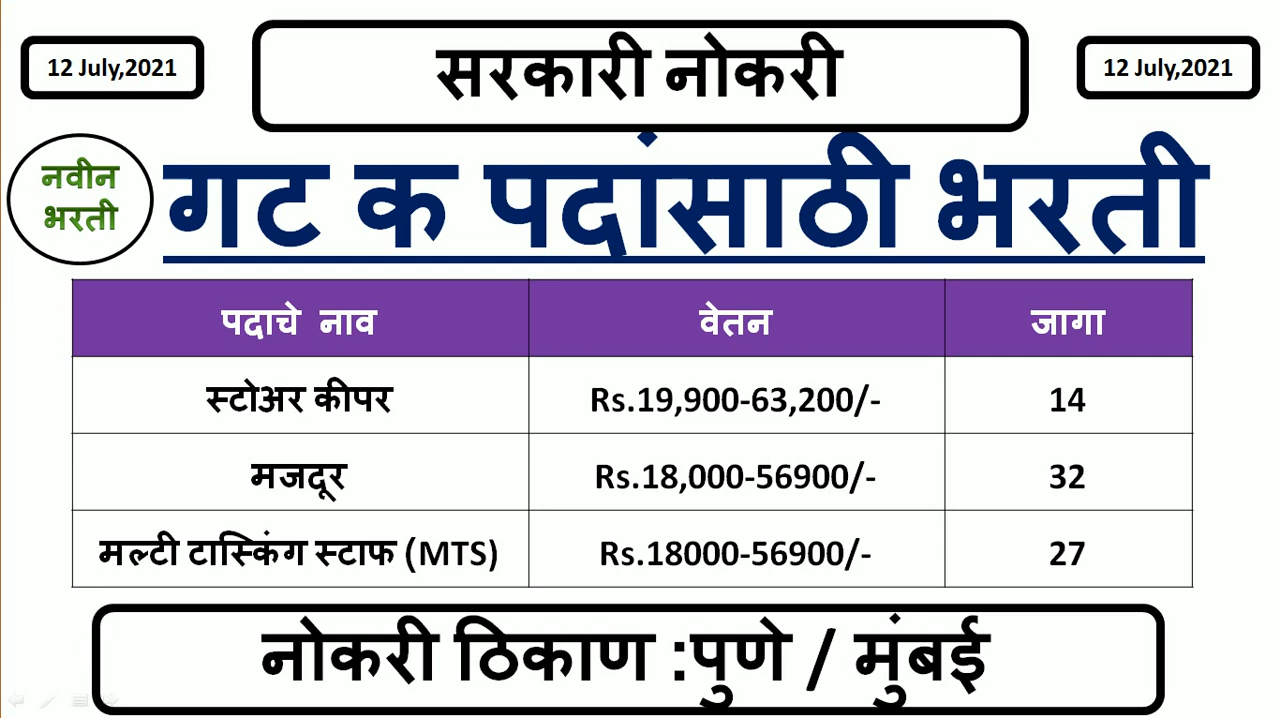 12 July,2021
सरकारी नोकरी
12 July,2021
नवीन
भरती
गट क पदांसाठी भरती
पदाचे नाव वेतन जागा
स्टोअर कीपर Rs.19,900-63,200/- 14
मजदूर Rs.18,000-56900/- 32
मल्टी टास्किंग स्टाफ (MTS) Rs.18000-56900/- 27
नोकरी ठिकाण :पुणे / मुंबई